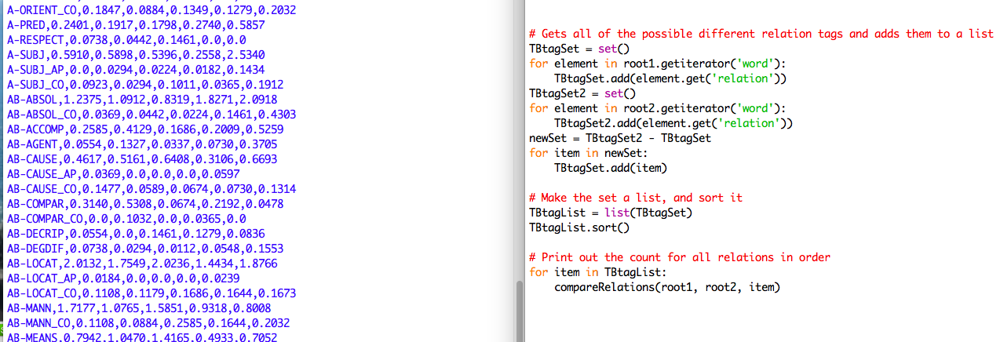 A-ORIENT_CO,0.1847,0.0884,0.1349,0.1279,0.2032
A-PRED,0.2401,0.1917,0.1798,0.2740,0.5857
A-RESPECT,0.0738,0.0442,0.1461,0.0,0.0
A-SUBJ,0.5910,0.5898,0.5396,0.2558,2.5340
A-SUBJ_AP,0.0,0.0294,0.0224,0.0182,0.1434
A-SUBJ_CO,0.0923,0.0294,0.1011,0.0365,0.1912
AB-ABSOL,1.2375,1.0912,0.8319,1.8271,2.0918
AB-ABSOL_CO,0.0369,0.0442,0.0224,0.1461,0.4303
AB-ACCOMP,0.2585,0.4129,0.1686,0.2009,0.5259
AB-AGENT,0.0554,0.1327,0.0337,0.0730,0.3705
AB-CAUSE,0.4617,0.5161,0.6408,0.3106,0.6693
AB-CAUSE_AP,0.0369,0.0,0.0,0.0,0.0597
AB-CAUSE_CO,0.1477,0.0589,0.0674,0.0730,0.1314
AB-COMPAR,0.3140,0.5308,0.0674,0.2192,0.0478
AB-COMPAR_CO,0.0,0.1032,0.0,0.0365,0.0
AB-DECRIP,0.0554,0.0,0.1461,0.1279,0.0836
AB-DEGDIF,0.0738,0.0294,0.0112,0.0548,0.1553
AB-LOCAT,2.0132,1.7549,2.0236,1.4434,1.8766
AB-LOCAT_AP,0.0184,0.0,0.0,0.0,0.0239
AB-LOCAT_CO,0.1108,0.1179,0.1686,0.1644,0.1673
AB-MANN,1.7177,1.0765,1.5851,0.9318,0.8008
AB-MANN_CO,0.1108,0.0884,0.2585,0.1644,0.2032
AB-MEANS,0.7942,1.0470,1.4165,0.4933,0.7052
# Gets all of the possible different relation tags and adds them to a list
TBtagSet = set()
for element in root1.getiterator('word'):
    TBtagSet.add(element.get('relation'))
TBtagSet2 = set()
for element in root2.getiterator('word'):
    TBtagSet2.add(element.get('relation'))
newSet = TBtagSet2 - TBtagSet
for item in newSet:
    TBtagSet.add(item)
# Make the set a list, and sort it
TBtagList = list(TBtagSet)
TBtagList.sort()
# Print out the count for all relations in order
for item in TBtagList:
    compareRelations(root1, root2, item)